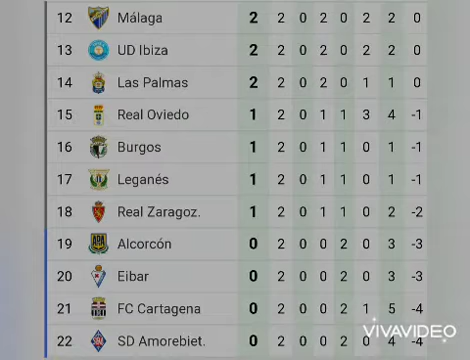 12 Málaga 2 2 0 2 0 2 2 0
13 UD Ibiza 2 2 0 2 0 2 2 0
14 Las Palmas 2 2 0 2 0 1 1 0
15 Real Oviedo 1 2 0 1 1 3 4 -1
16 Burgos 1 2 0 1 1 0 1 -1
17 Leganés 1 2 0 1 1 0 1 -1
18 Real Zaragoz. 1 2 0 1 1 0 2 -2
19 Alcorcón 0 2 0 0 2 0 3 -3
20 Eibar 0 2 0 0 2 0 3 -3
21 FC Cartagena 0 2 0 0 2 1 5 -4
22 SD Amorebiet. 0 2 0 0 2 0 4 -4
VIVAVIDEO